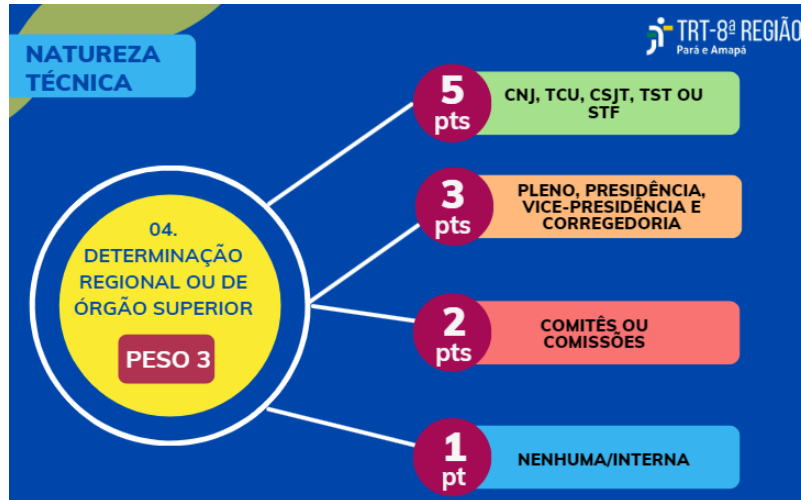 NATUREZA
TÉCNICA
TRT-8ª REGIÃO
Pará e Amapá
04.
DETERMINAÇÃO
REGIONAL OU DE
ÓRGÃO SUPERIOR
PESO 3
5
pts
CNJ, TCU, CSJT, TST OU
STF
3
pts
PLENO, PRESIDÊNCIA,
VICE-PRESIDÊNCIA E
CORREGEDORIA
2
pts
COMITÊS OU
COMISSÕES
1
pt
NENHUMA/INTERNA